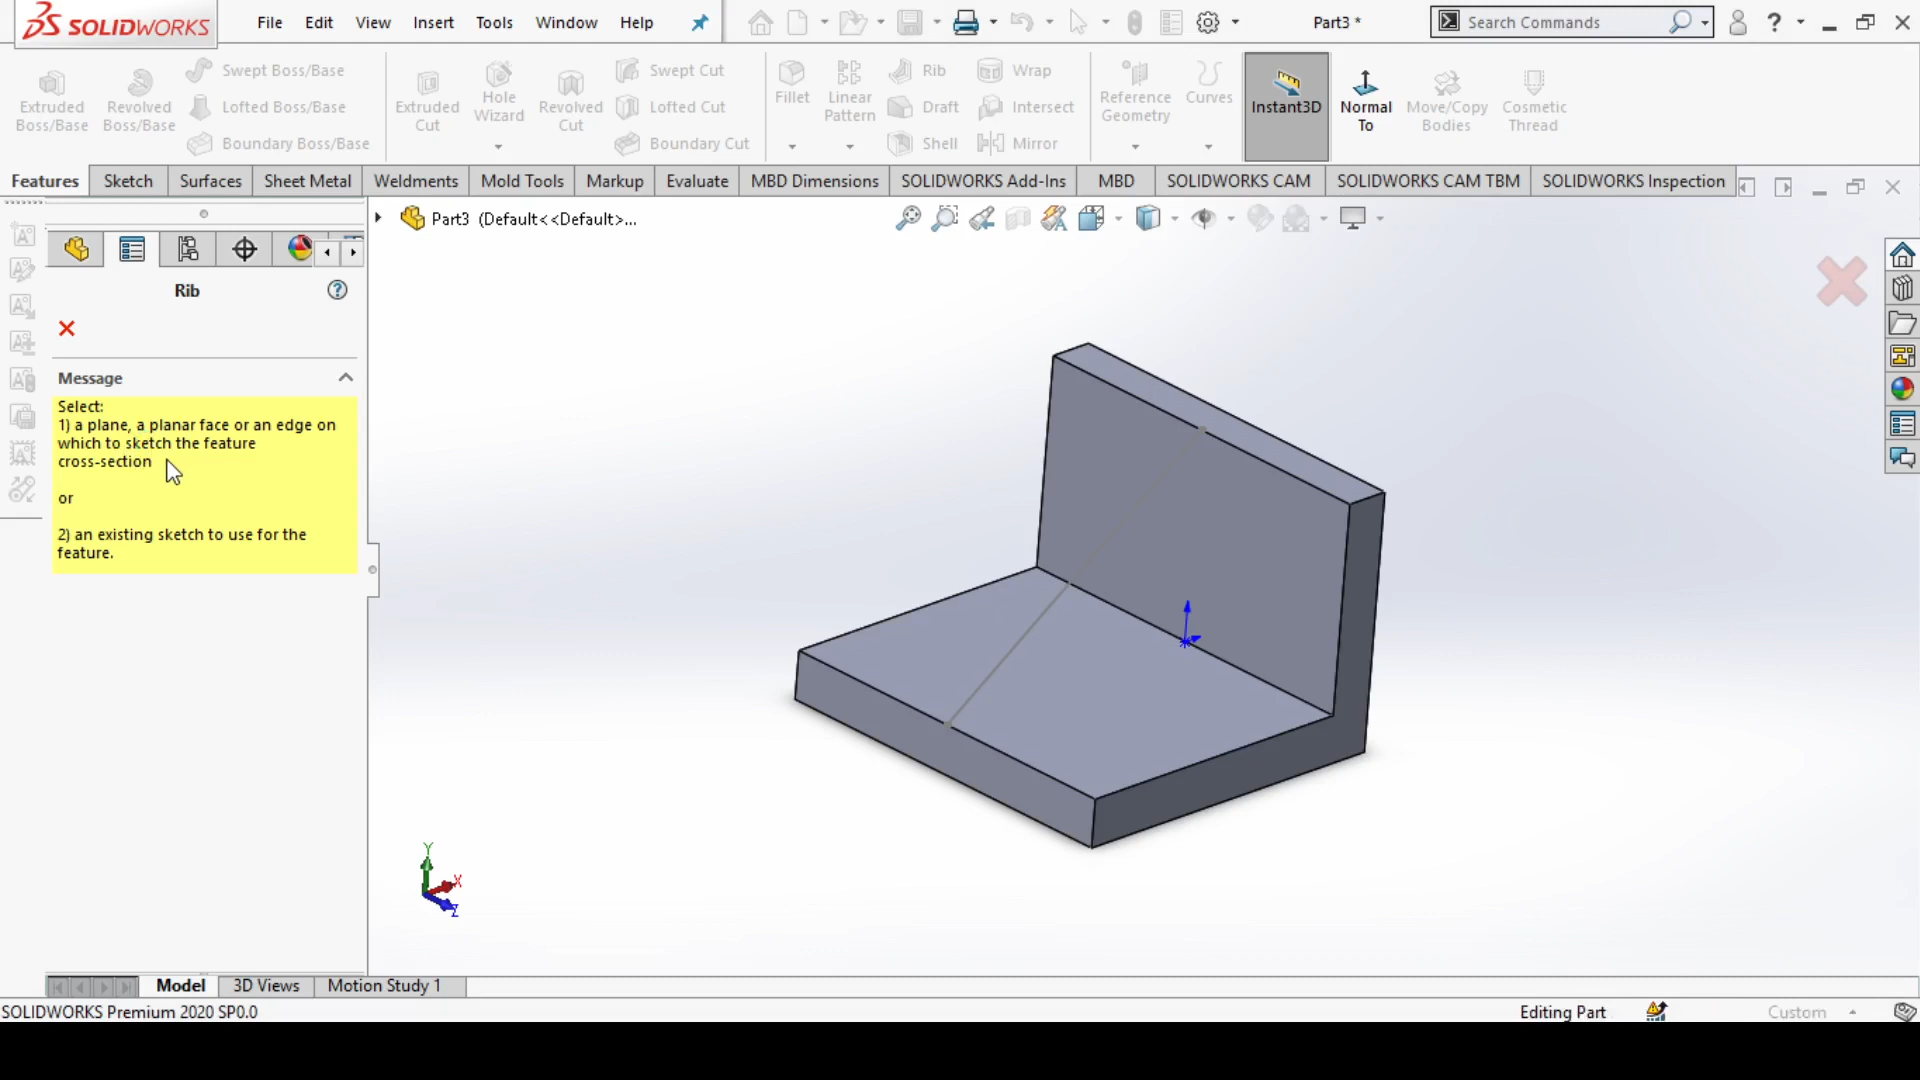 SOLIDWORKS
File Edit View Insert Tools Window Help
Part3 *
Search Commands
Extruded Boss/Base
Revolved Boss/Base
Swept Boss/Base
Lofted Boss/Base
Boundary Boss/Base
Extruded Cut
Hole Wizard
Revolved Cut
Swept Cut
Lofted Cut
Boundary Cut
Fillet
Linear Pattern
Rib
Draft
Shell
Wrap
Intersect
Mirror
Reference Geometry
Curves
Instant3D
Normal To
Move/Copy Bodies
Cosmetic Thread
Features Sketch Surfaces Sheet Metal Weldments Mold Tools Markup Evaluate MBD Dimensions SOLIDWORKS Add-Ins MBD SOLIDWORKS CAM SOLIDWORKS CAM TBM SOLIDWORKS Inspection
Part3 (Default<<Default>...
Rib
Message
Select:
1) a plane, a planar face or an edge on
which to sketch the feature
cross-section
or
2) an existing sketch to use for the
feature.
Y
X
Z
Model 3D Views Motion Study 1
SOLIDWORKS Premium 2020 SP0.0
Editing Part
Custom